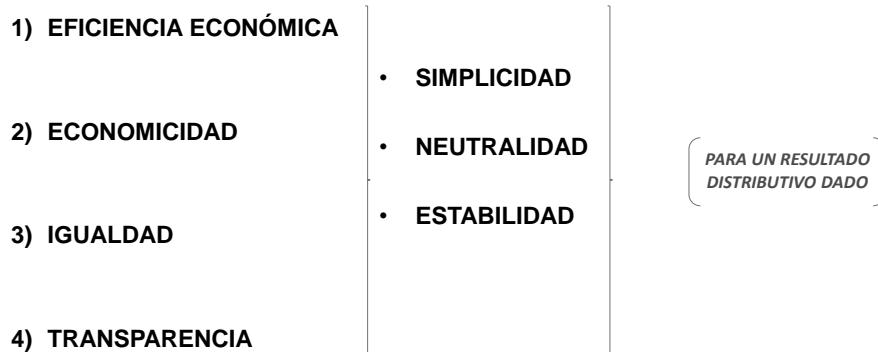 1) EFICIENCIA ECONÓMICA
2) ECONOMICIDAD
3) IGUALDAD
4) TRANSPARENCIA
• SIMPLICIDAD
• NEUTRALIDAD
• ESTABILIDAD
PARA UN RESULTADO
DISTRIBUTIVO DADO